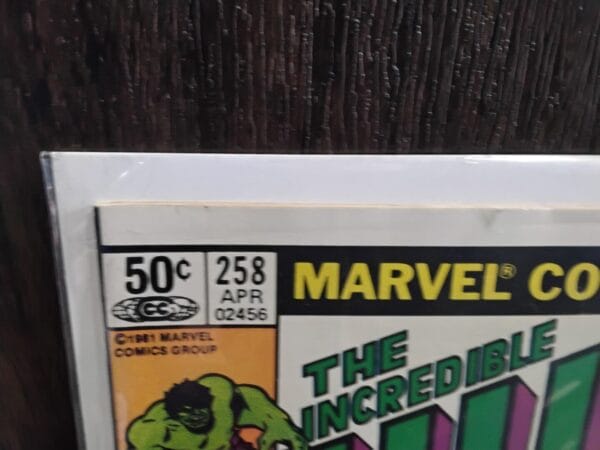 50¢
CC
258
APR
02456
MARVEL® CO
©1981 MARVEL
COMICS GROUP
THE
INCREDIBLE